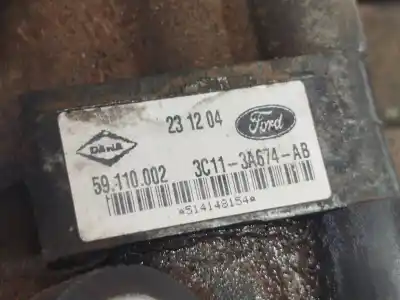 23 12 04
DANA
Ford
59.110.002 3C11-3A674-AB
*514148154*